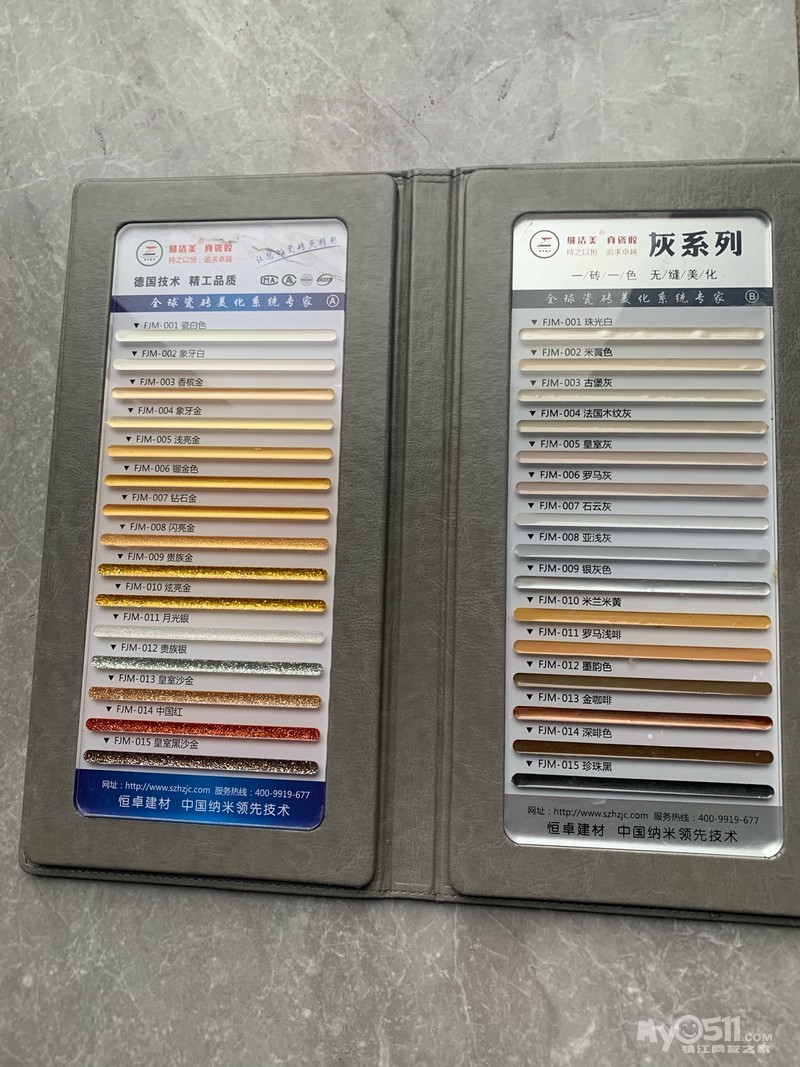 缝洁美® 真瓷胶
持之以恒 追求卓越
让您的瓷砖更精彩
德国技术 精工品质
MA
全球瓷砖美化系统专家 A
▼ FJM-001 瓷白色
▼ FJM-002 象牙白
▼ FJM-003 香槟金
▼ FJM-004 象牙金
▼ FJM-005 浅亮金
▼ FJM-006 镏金色
▼ FJM-007 钻石金
▼ FJM-008 闪亮金
▼ FJM-009 贵族金
▼ FJM-010 炫亮金
▼ FJM-011 月光银
▼ FJM-012 贵族银
▼ FJM-013 皇室沙金
▼ FJM-014 中国红
▼ FJM-015 皇室黑沙金
网址：http://www.szhzjc.com 服务热线：400-9919-677
恒卓建材 中国纳米领先技术
缝洁美® 真瓷胶
持之以恒 追求卓越
灰系列
一/砖/一/色 无/缝/美/化
全球瓷砖美化系统专家 B
▼ FJM-001 珠光白
▼ FJM-002 米黄色
▼ FJM-003 古堡灰
▼ FJM-004 法国木纹灰
▼ FJM-005 皇室灰
▼ FJM-006 罗马灰
▼ FJM-007 石云灰
▼ FJM-008 亚浅灰
▼ FJM-009 银灰色
▼ FJM-010 米兰米黄
▼ FJM-011 罗马浅啡
▼ FJM-012 墨韵色
▼ FJM-013 金咖啡
▼ FJM-014 深啡色
▼ FJM-015 珍珠黑
网址：http://www.szhzjc.com 服务热线：400-9919-677
恒卓建材 中国纳米领先技术
My0511.COM
镇江网友之家